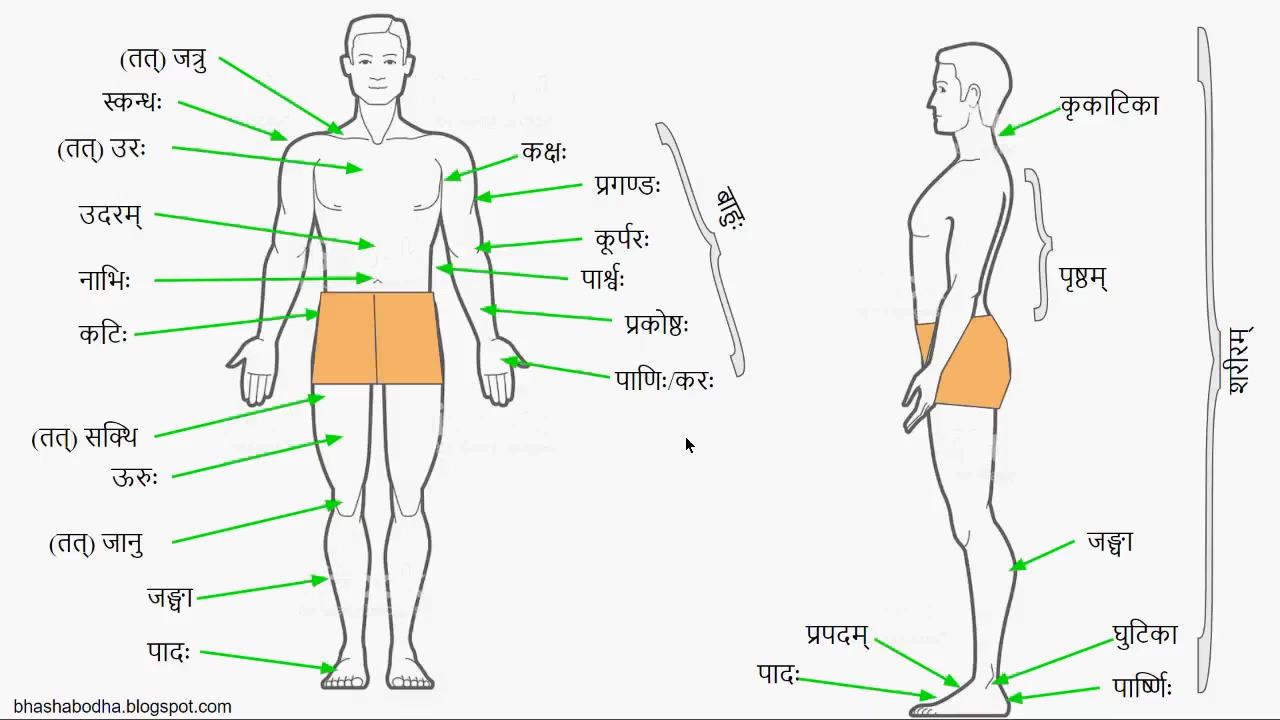 (तत्) जत्रु
स्कन्धः
(तत्) उरः
उदरम्
नाभिः
कटिः
(तत्) सक्थि
ऊरुः
(तत्) जानु
जङ्घा
पादः
कक्षः
प्रगण्डः
कूर्परः
पार्श्वः
प्रकोष्ठः
पाणिः/करः
बाहुः
कृकाटिका
पृष्ठम्
जङ्घा
प्रपदम्
घुटिका
पादः
पार्ष्णिः
शरीरम्
bhashabodha.blogspot.com